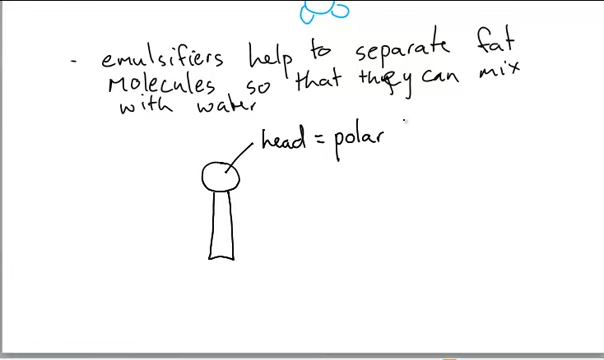 - emulsifiers help to separate fat
molecules so that they can mix
with water
head = polar